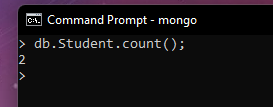 Command Prompt - mongo
> db.Student.count();
2
>